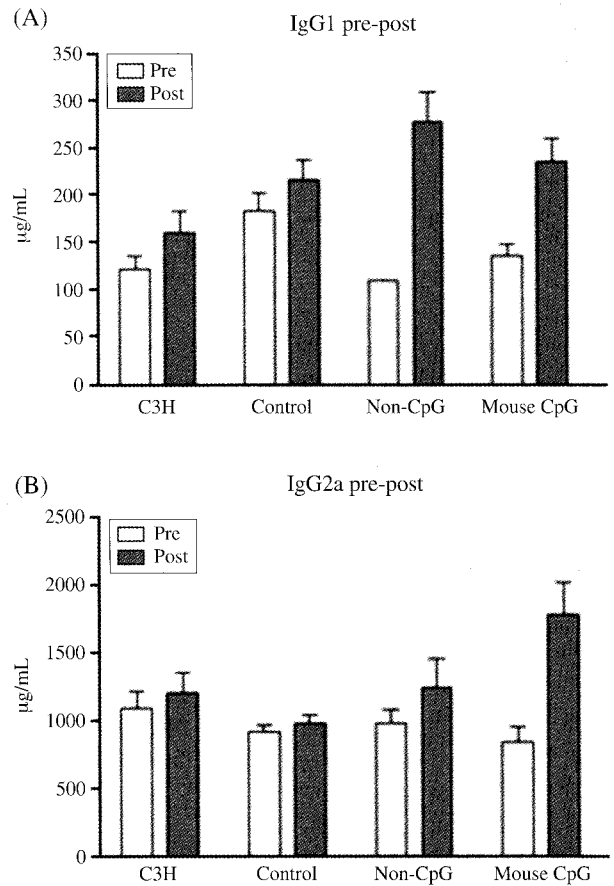 (A)
IgG1 pre-post
Pre
Post
350
300
250
200
150
100
50
0
µg/mL
C3H Control Non-CpG Mouse CpG
(B)
IgG2a pre-post
Pre
Post
2500
2000
1500
1000
500
0
µg/mL
C3H Control Non-CpG Mouse CpG